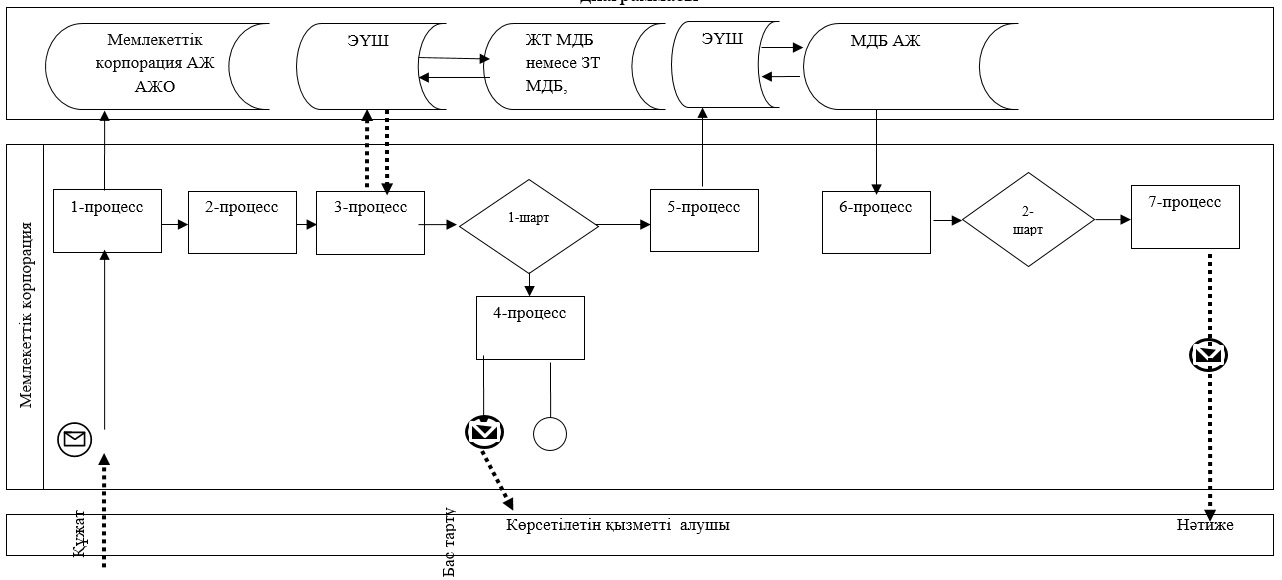 диаграммасы
Мемлекеттік
корпорация АЖ
АЖО
ЭҮШ
ЖТ МДБ
немесе ЗТ
МДБ,
ЭҮШ
МДБ АЖ
Мемлекеттік корпорация
1-процесс
2-процесс
3-процесс
1-шарт
5-процесс
6-процесс
2-
шарт
7-процесс
4-процесс
Құжат
Бас тарту
Көрсетілетін қызметті алушы
Нәтиже